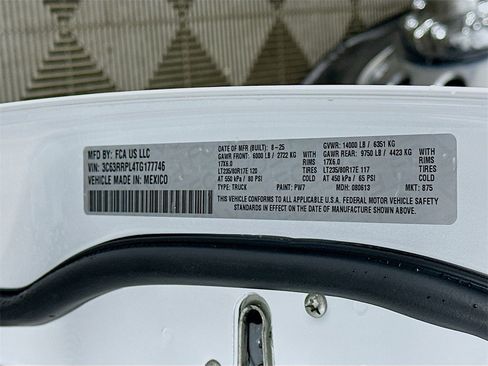 MFD BY: FCA US LLC
VIN: 3C63RRPL4TG177746
VEHICLE MADE IN: MEXICO
DATE OF MFR (BUILT): 8-25 GVWR: 14000 LB / 6351 KG
GAWR FRONT: 6000 LB / 2722 KG GAWR REAR: 9750 LB / 4423 KG
17X6.0 TIRES 17X6.0 TIRES
LT235/80R17E 120 LT235/80R17E 117
AT 550 kPa / 80 PSI COLD AT 450 kPa / 65 PSI COLD
TYPE: TRUCK PAINT: PW7 MDH: 080613 MKT: 875
THIS VEHICLE CONFORMS TO ALL APPLICABLE U.S.A. FEDERAL MOTOR VEHICLE SAFETY
STANDARDS IN EFFECT ON THE DATE OF MANUFACTURE SHOWN ABOVE.